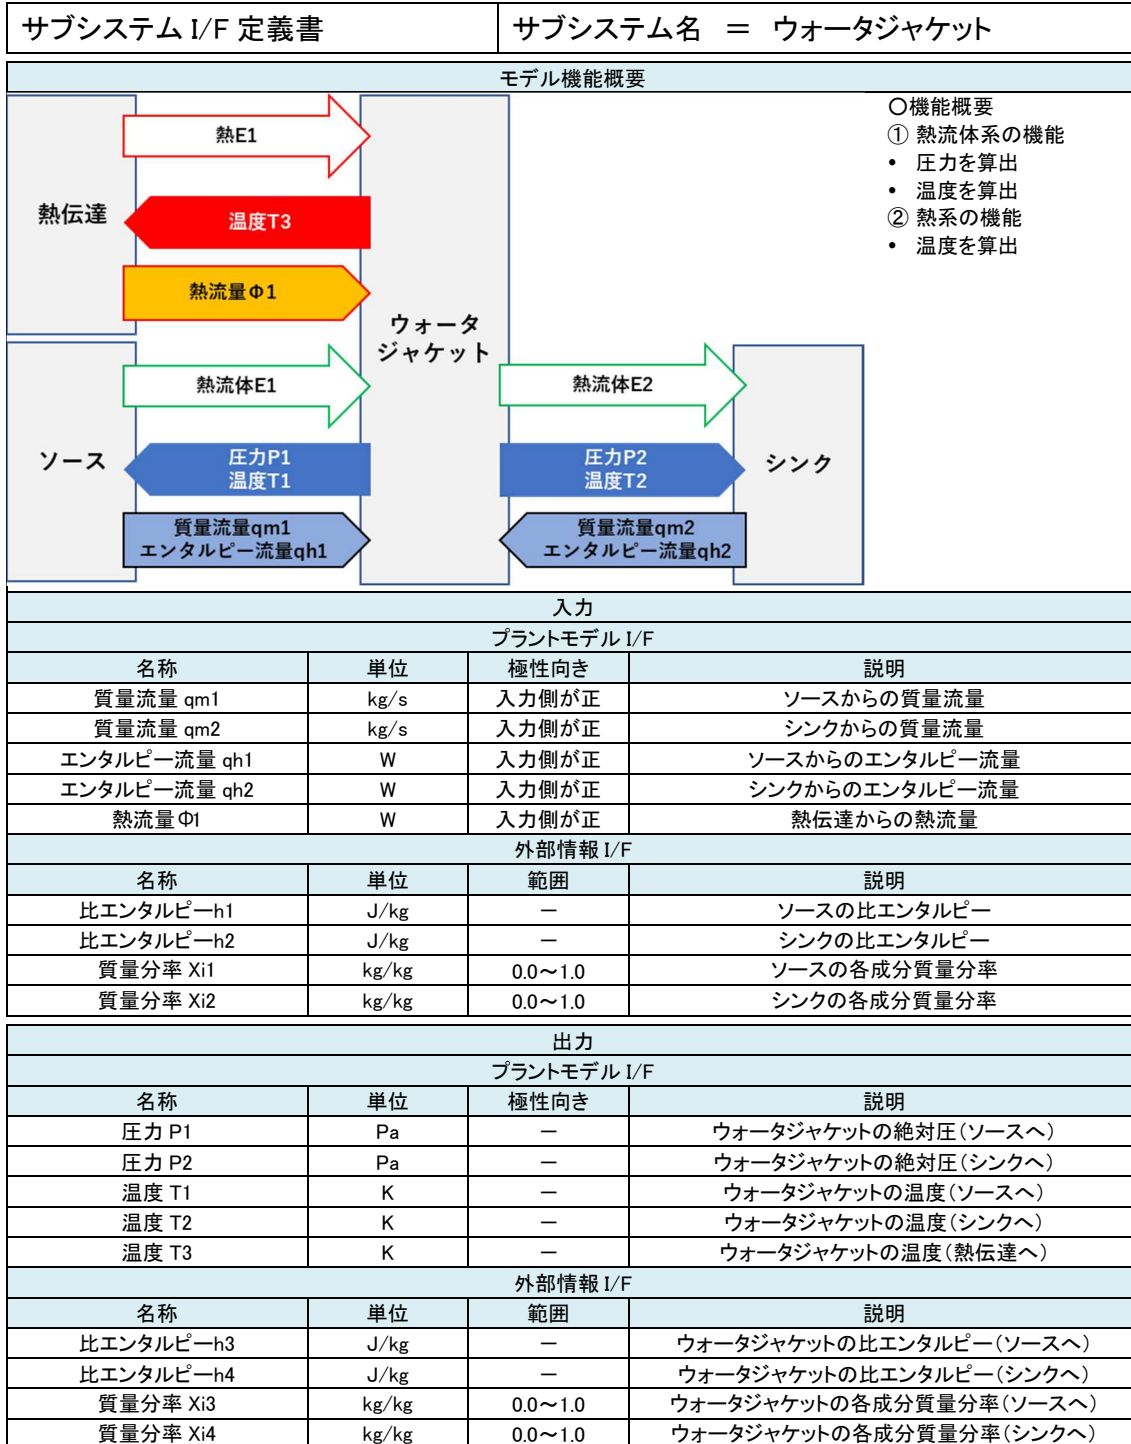 サブシステム I/F 定義書
サブシステム名 ＝ ウォータジャケット
モデル機能概要
熱E1
熱伝達
温度T3
熱流量Φ1
ウォータ
ジャケット
熱流体E1
熱流体E2
ソース
圧力P1
温度T1
圧力P2
温度T2
シンク
質量流量qm1
エンタルピー流量qh1
質量流量qm2
エンタルピー流量qh2
〇機能概要
① 熱流体系の機能
• 圧力を算出
• 温度を算出
② 熱系の機能
• 温度を算出
入力
プラントモデル I/F
名称 単位 極性向き 説明
質量流量 qm1 kg/s 入力側が正 ソースからの質量流量
質量流量 qm2 kg/s 入力側が正 シンクからの質量流量
エンタルピー流量 qh1 W 入力側が正 ソースからのエンタルピー流量
エンタルピー流量 qh2 W 入力側が正 シンクからのエンタルピー流量
熱流量Φ1 W 入力側が正 熱伝達からの熱流量
外部情報 I/F
名称 単位 範囲 説明
比エンタルピーh1 J/kg － ソースの比エンタルピー
比エンタルピーh2 J/kg － シンクの比エンタルピー
質量分率 Xi1 kg/kg 0.0～1.0 ソースの各成分質量分率
質量分率 Xi2 kg/kg 0.0～1.0 シンクの各成分質量分率
出力
プラントモデル I/F
名称 単位 極性向き 説明
圧力 P1 Pa － ウォータジャケットの絶対圧（ソースへ）
圧力 P2 Pa － ウォータジャケットの絶対圧（シンクへ）
温度 T1 K － ウォータジャケットの温度（ソースへ）
温度 T2 K － ウォータジャケットの温度（シンクへ）
温度 T3 K － ウォータジャケットの温度（熱伝達へ）
外部情報 I/F
名称 単位 範囲 説明
比エンタルピーh3 J/kg － ウォータジャケットの比エンタルピー（ソースへ）
比エンタルピーh4 J/kg － ウォータジャケットの比エンタルピー（シンクへ）
質量分率 Xi3 kg/kg 0.0～1.0 ウォータジャケットの各成分質量分率（ソースへ）
質量分率 Xi4 kg/kg 0.0～1.0 ウォータジャケットの各成分質量分率（シンクへ）